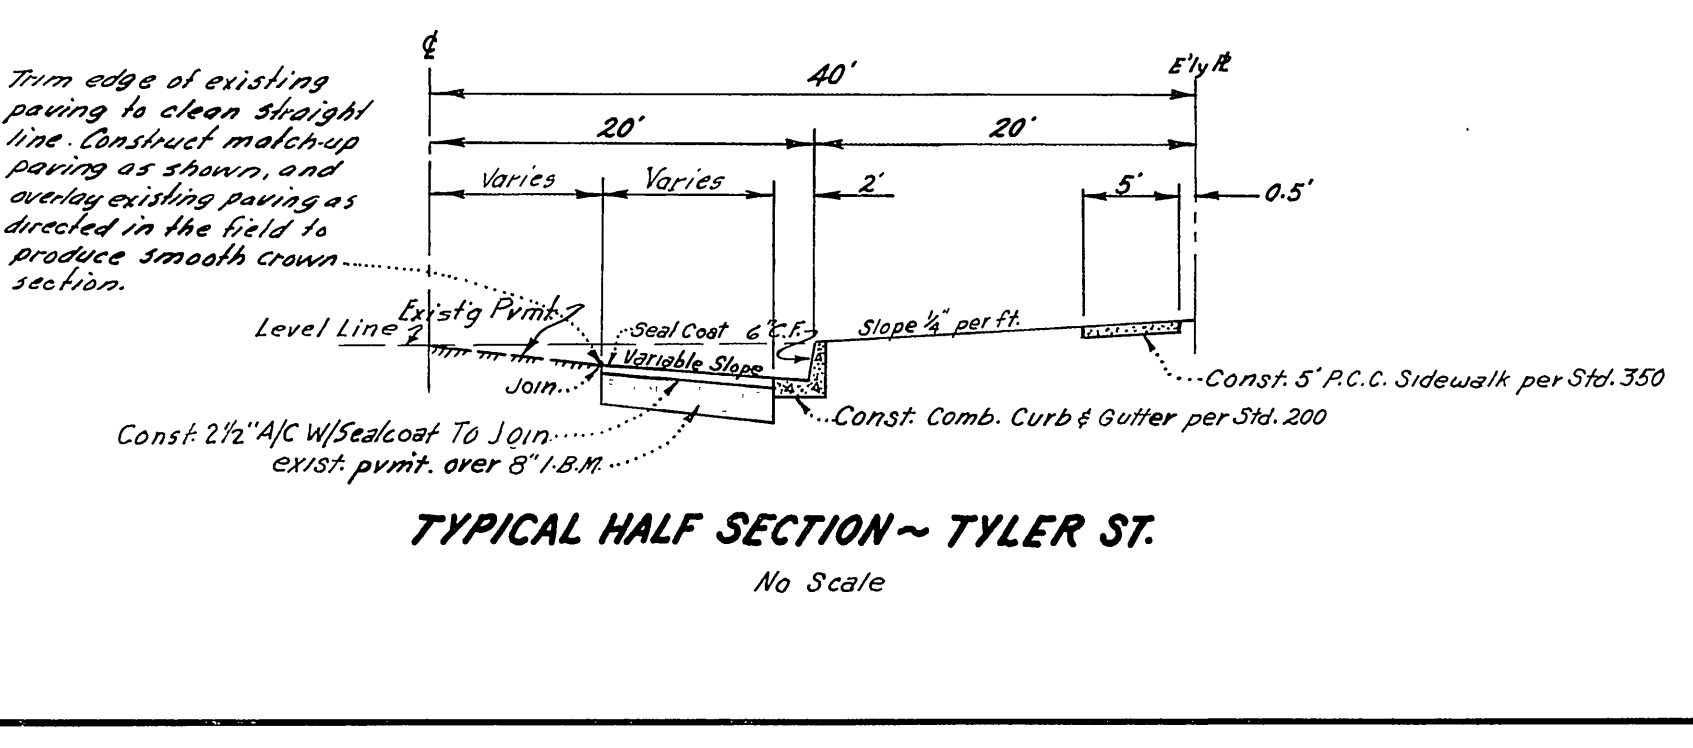 ℄
E'ly ℞
40'
20'
20'
Varies
Varies
2'
5'
0.5'
Trim edge of existing
paving to clean straight
line. Construct match-up
paving as shown, and
overlay existing paving as
directed in the field to
produce smooth crown
section.
Level Line
Exist'g Pvmt.
Seal Coat
6" C.F.
Slope 1/4" per ft.
Variable Slope
Join
Const. 5' P.C.C. Sidewalk per Std. 350
Const. Comb. Curb & Gutter per Std. 200
Const. 2 1/2" A/C W/Sealcoat To Join
exist. pvm't. over 8" I.B.M.
TYPICAL HALF SECTION ~ TYLER ST.
No Scale